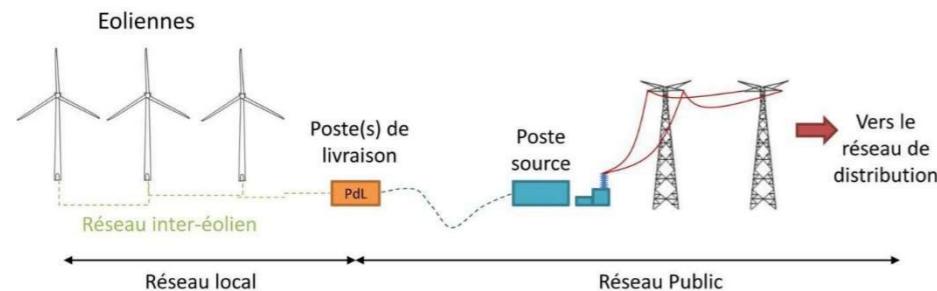 Eoliennes
Poste(s) de
livraison
PdL
Poste
source
Vers le
réseau de
distribution
Réseau inter-éolien
Réseau local
Réseau Public